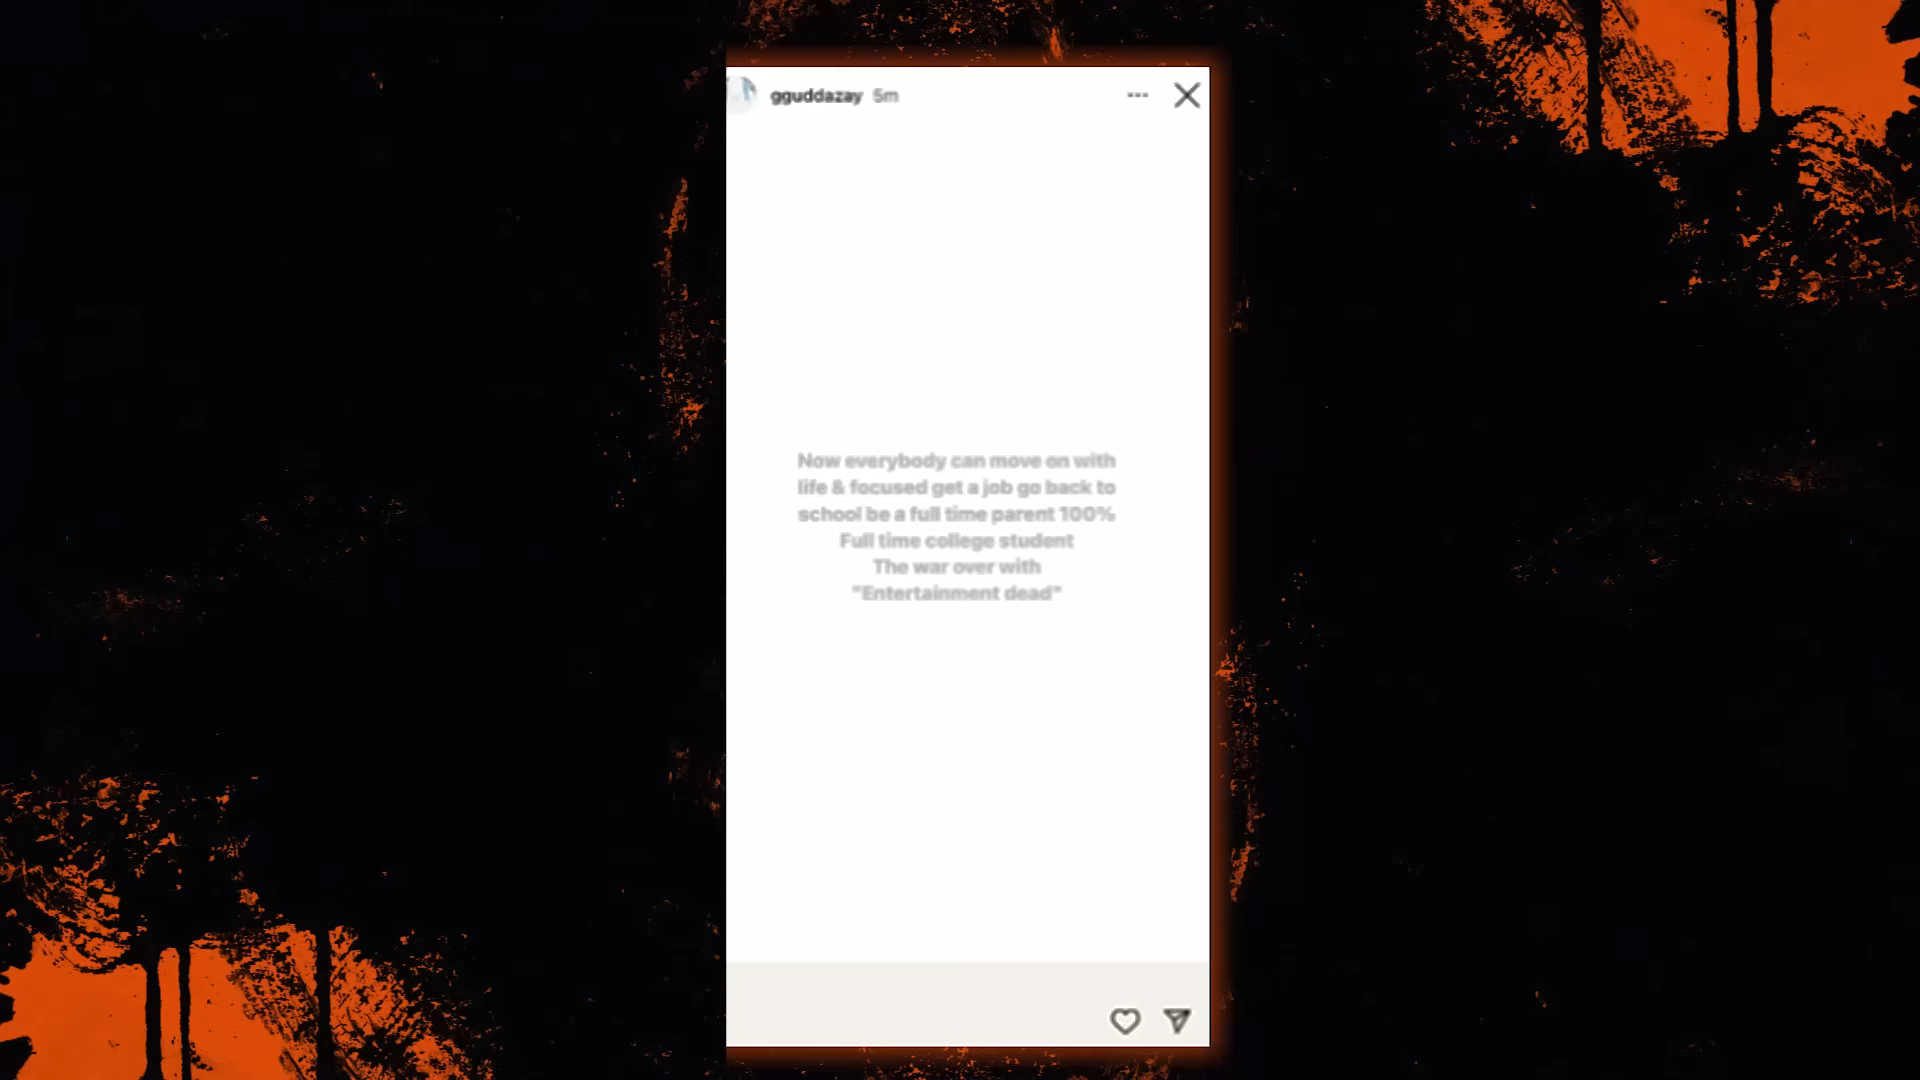 gguddazay 5m
Now everybody can move on with
life & focused get a job go back to
school be a full time parent 100%
Full time college student
The war over with
"Entertainment dead"